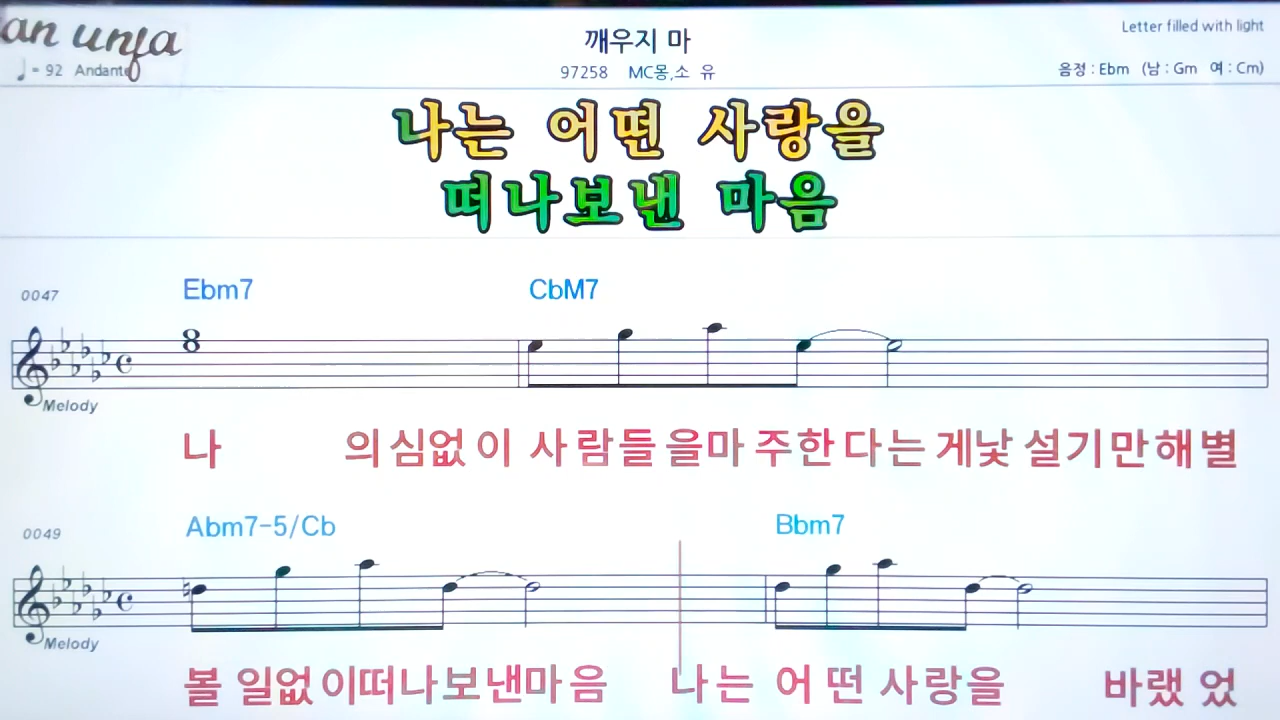 an unfa
♩= 92 Andante
깨우지 마
97258 MC몽,소 유
Letter filled with light
음정 : Ebm (남 : Gm 여 : Cm)
나는 어떤 사랑을
떠나보낸 마음
0047 Ebm7 CbM7
Melody
나 의심없이 사람들을마 주한다는 게낯 설기만해별
0049 Abm7-5/Cb Bbm7
Melody
볼 일없이떠나보낸마음 나는 어 떤 사랑을 바랬 었